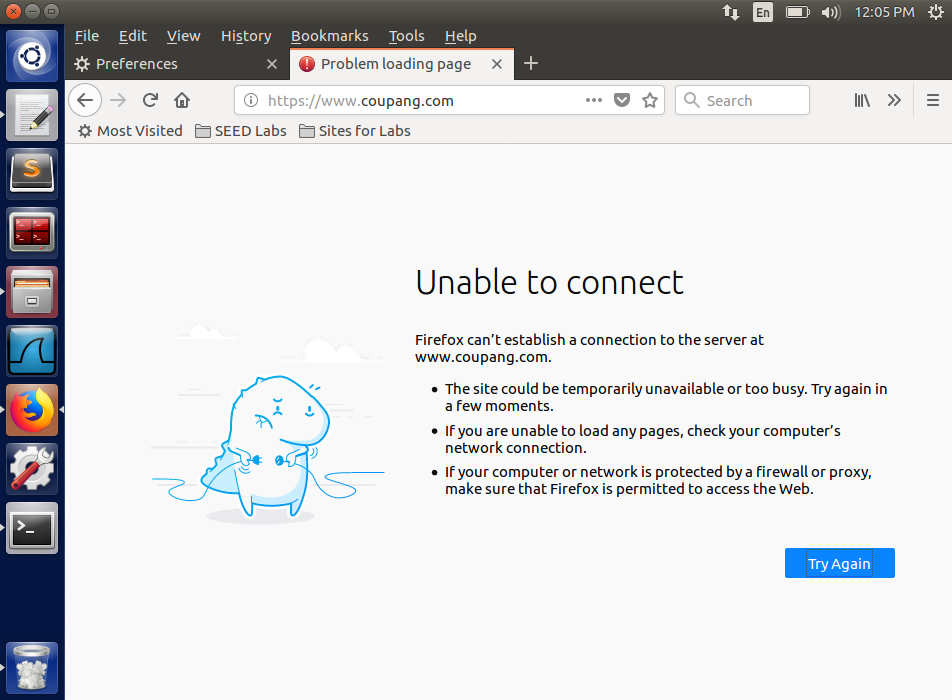 En 12:05 PM
File Edit View History Bookmarks Tools Help
Preferences Problem loading page
https://www.coupang.com Search
Most Visited SEED Labs Sites for Labs
Unable to connect
Firefox can’t establish a connection to the server at
www.coupang.com.
• The site could be temporarily unavailable or too busy. Try again in
a few moments.
• If you are unable to load any pages, check your computer’s
network connection.
• If your computer or network is protected by a firewall or proxy,
make sure that Firefox is permitted to access the Web.
Try Again